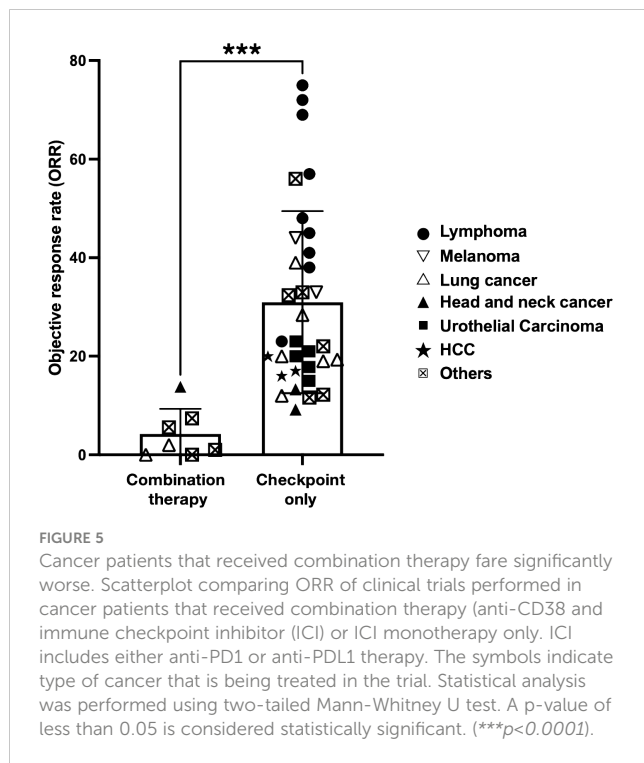 ***
80
60
40
20
0
Objective response rate (ORR)
Combination
therapy
Checkpoint
only
Lymphoma
Melanoma
Lung cancer
Head and neck cancer
Urothelial Carcinoma
HCC
Others
FIGURE 5
Cancer patients that received combination therapy fare significantly
worse. Scatterplot comparing ORR of clinical trials performed in
cancer patients that received combination therapy (anti-CD38 and
immune checkpoint inhibitor (ICI) or ICI monotherapy only. ICI
includes either anti-PD1 or anti-PDL1 therapy. The symbols indicate
type of cancer that is being treated in the trial. Statistical analysis
was performed using two-tailed Mann-Whitney U test. A p-value of
less than 0.05 is considered statistically significant. (***p<0.0001).